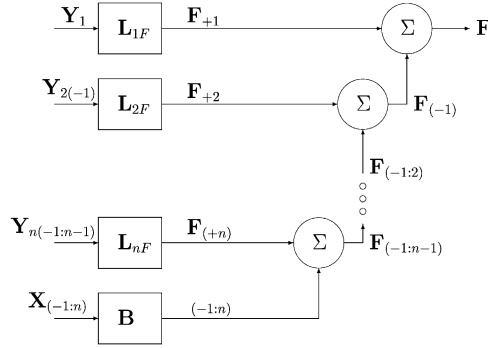 Y₁ L₁F F₊₁ Σ F
Y₂₍₋₁₎ L₂F F₊₂ Σ F₍₋₁₎
F₍₋₁:₂₎
Yₙ₍₋₁:ₙ₋₁₎ LₙF F₍₊ₙ₎ Σ F₍₋₁:ₙ₋₁₎
X₍₋₁:ₙ₎ B ₍₋₁:ₙ₎